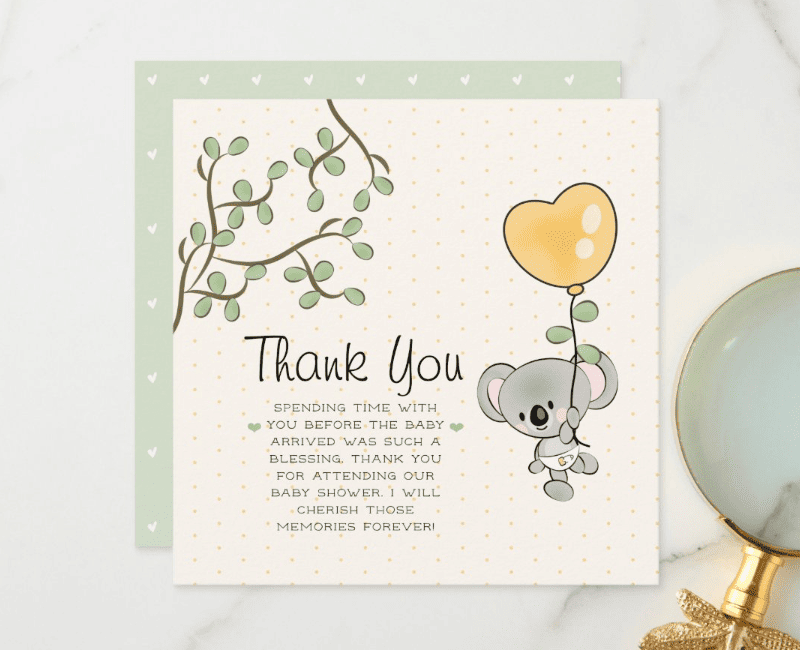 Thank You
SPENDING TIME WITH
YOU BEFORE THE BABY
ARRIVED WAS SUCH A
BLESSING. THANK YOU
FOR ATTENDING OUR
BABY SHOWER. I WILL
CHERISH THOSE
MEMORIES FOREVER!